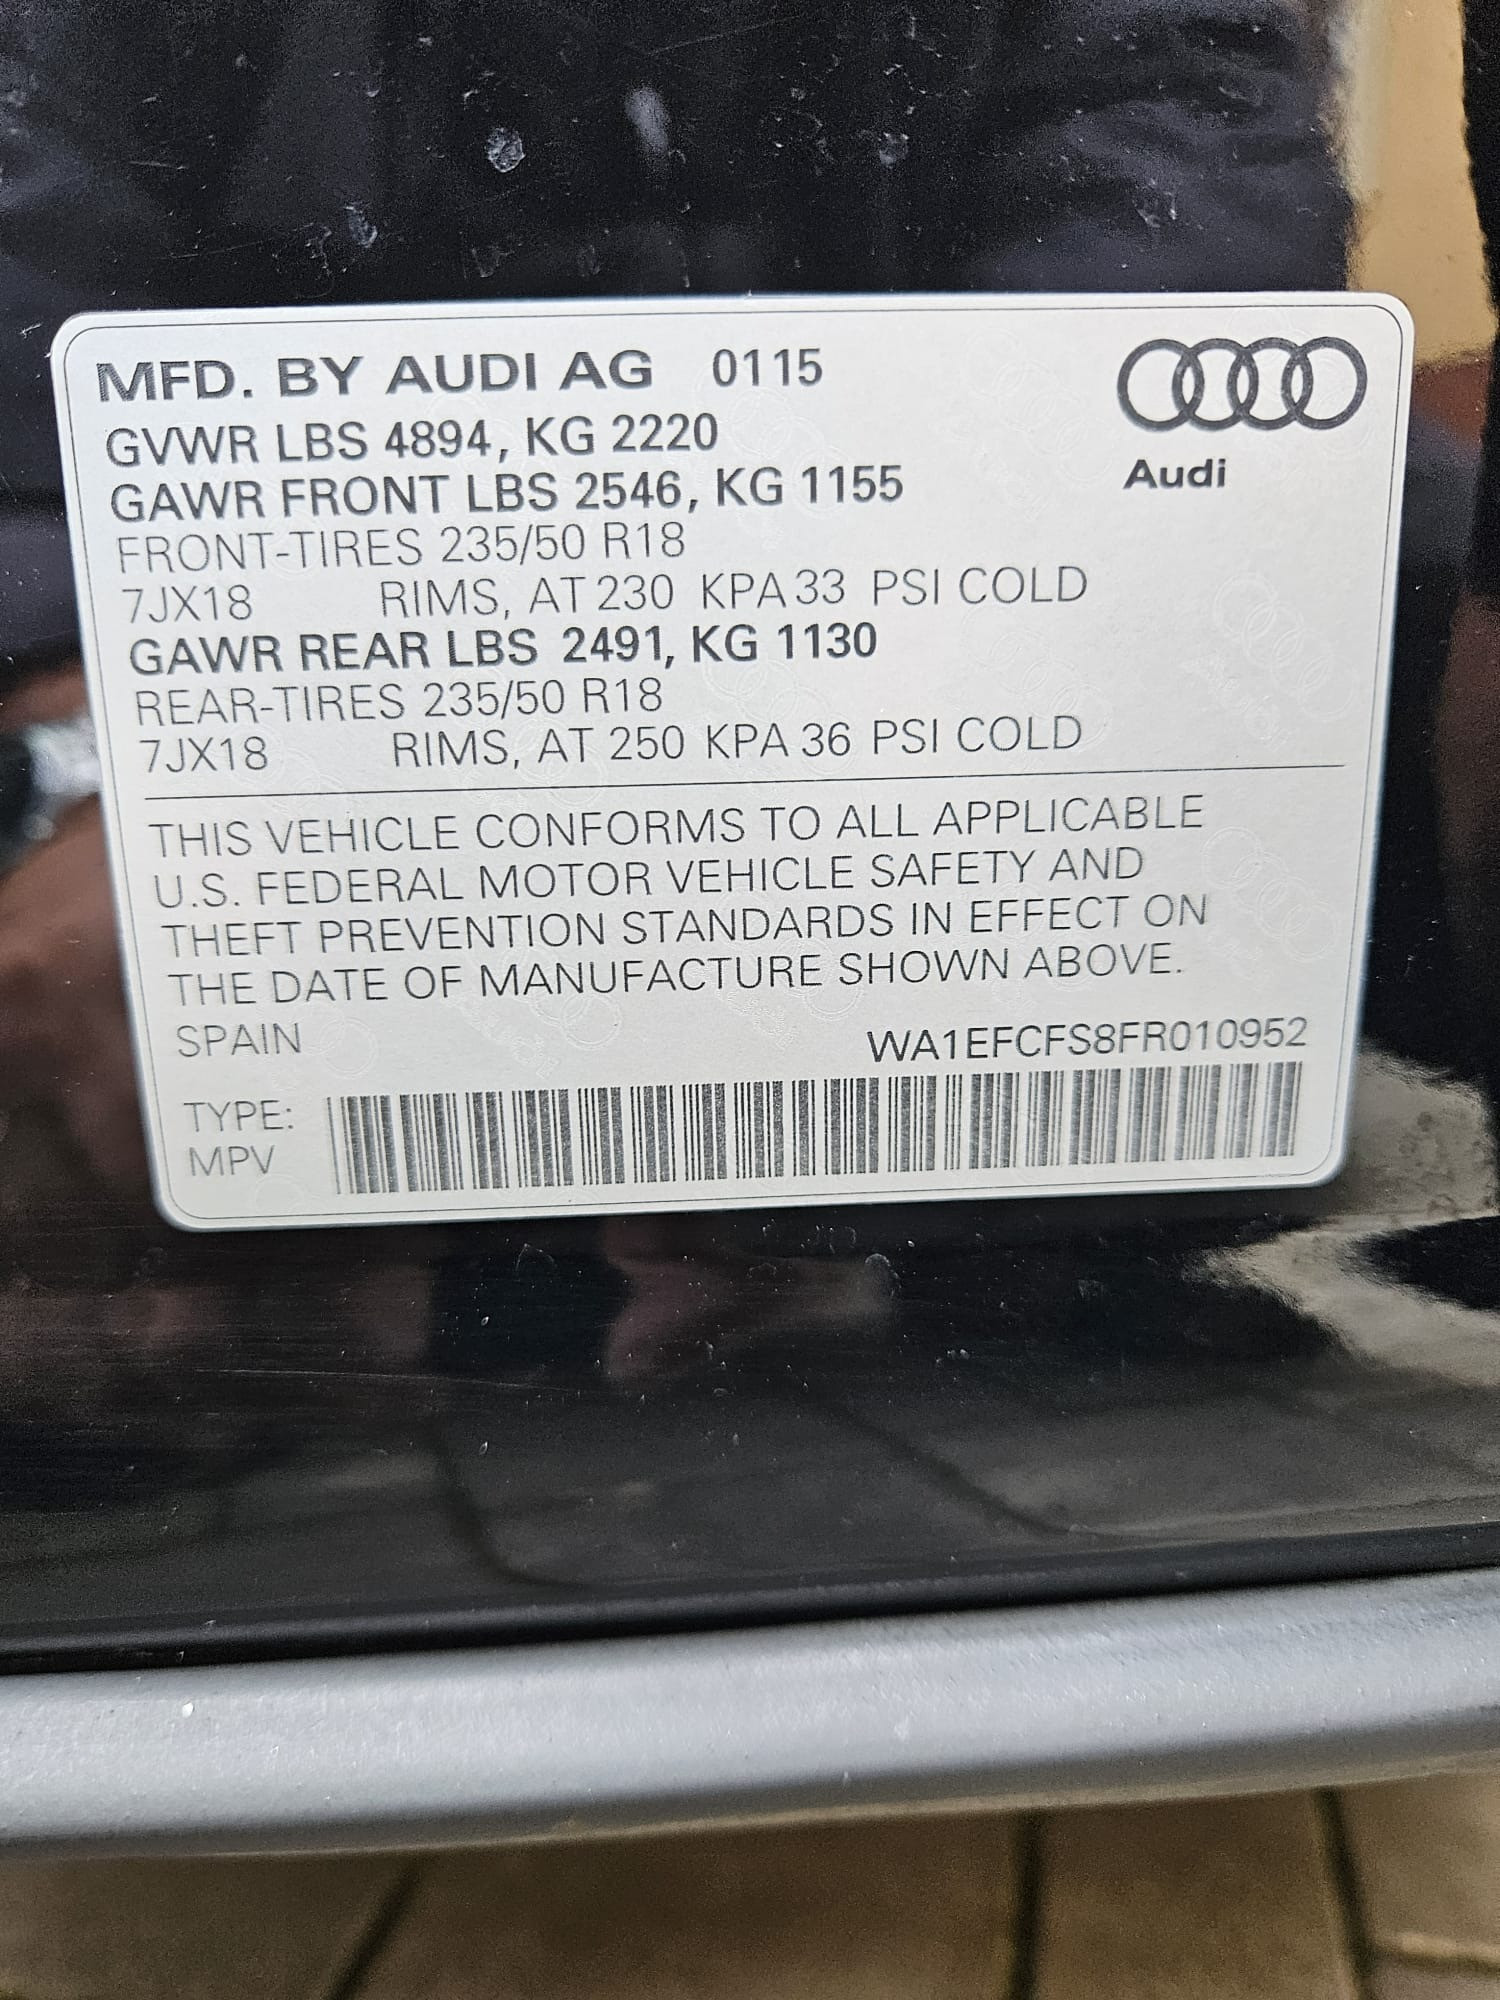 MFD. BY AUDI AG 0115
GVWR LBS 4894, KG 2220
GAWR FRONT LBS 2546, KG 1155
Audi
FRONT-TIRES 235/50 R18
7JX18 RIMS, AT 230 KPA 33 PSI COLD
GAWR REAR LBS 2491, KG 1130
REAR-TIRES 235/50 R18
7JX18 RIMS, AT 250 KPA 36 PSI COLD
THIS VEHICLE CONFORMS TO ALL APPLICABLE
U.S. FEDERAL MOTOR VEHICLE SAFETY AND
THEFT PREVENTION STANDARDS IN EFFECT ON
THE DATE OF MANUFACTURE SHOWN ABOVE.
SPAIN WA1EFCFS8FR010952
TYPE:
MPV